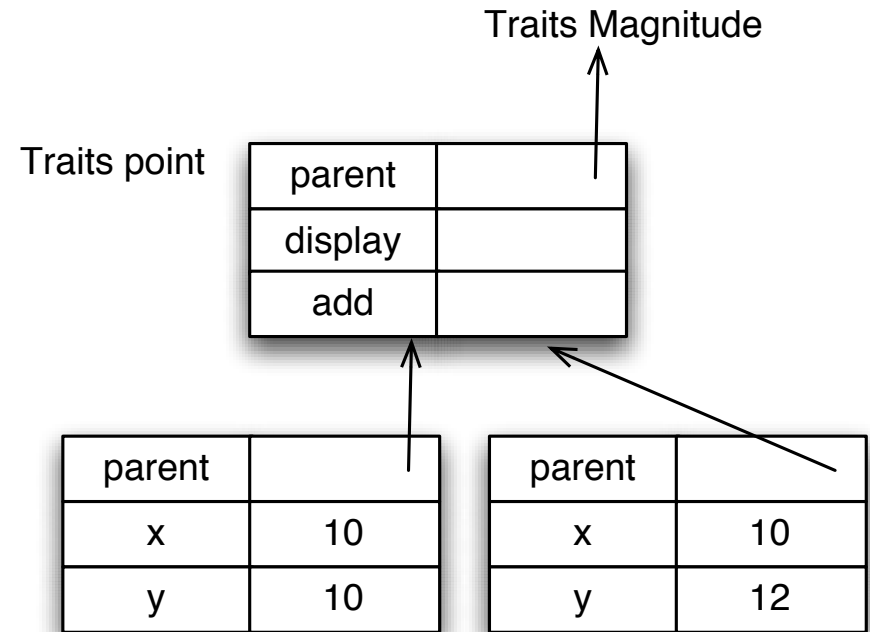 Traits Magnitude
Traits point
parent
display
add
parent
x 10
y 10
parent
x 10
y 12